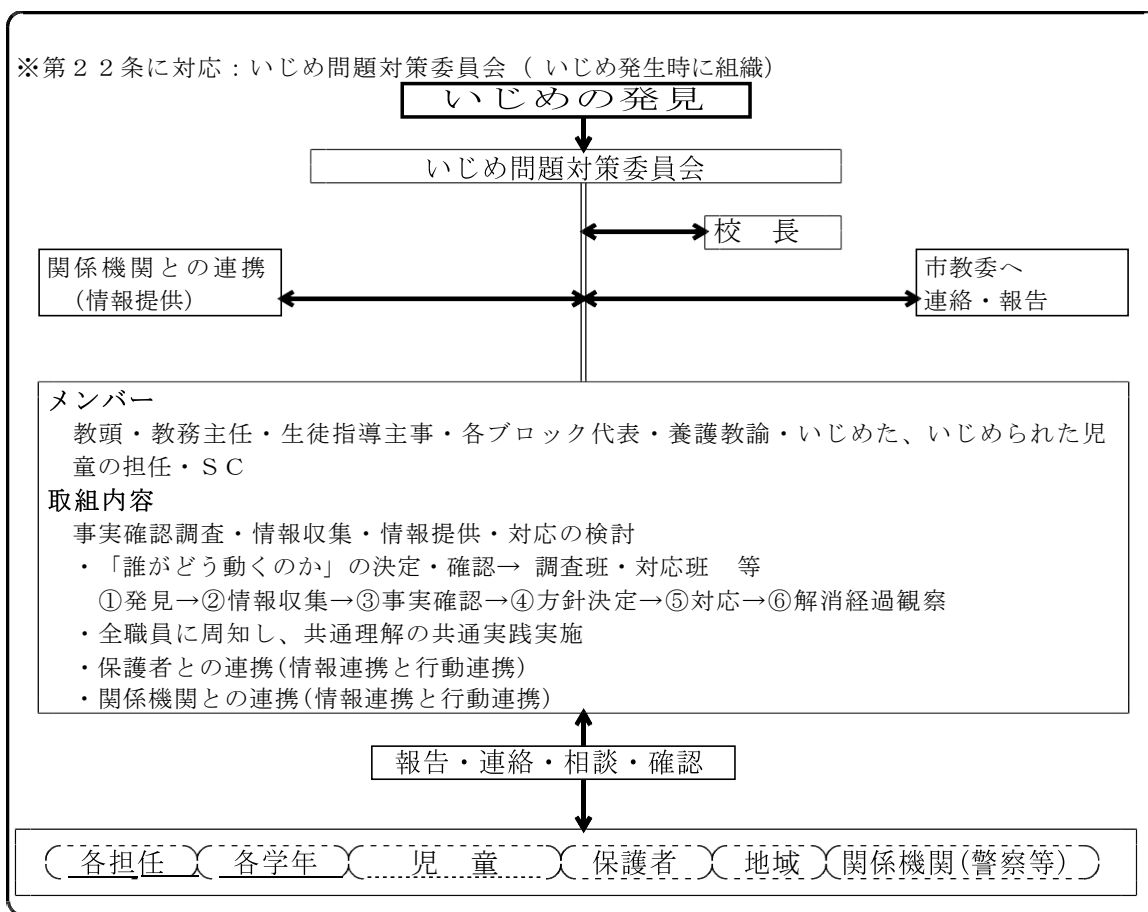 ※第２２条に対応：いじめ問題対策委員会（ いじめ発生時に組織）
いじめの発見
いじめ問題対策委員会
校　長
関係機関との連携
（情報提供）
市教委へ
連絡・報告
メンバー
教頭・教務主任・生徒指導主事・各ブロック代表・養護教諭・いじめた、いじめられた児
童の担任・ＳＣ
取組内容
事実確認調査・情報収集・情報提供・対応の検討
・「誰がどう動くのか」の決定・確認→ 調査班・対応班　等
①発見→②情報収集→③事実確認→④方針決定→⑤対応→⑥解消経過観察
・全職員に周知し、共通理解の共通実践実施
・保護者との連携(情報連携と行動連携)
・関係機関との連携(情報連携と行動連携)
報告・連絡・相談・確認
各担任　各学年　児　童　保護者　地域　関係機関(警察等)